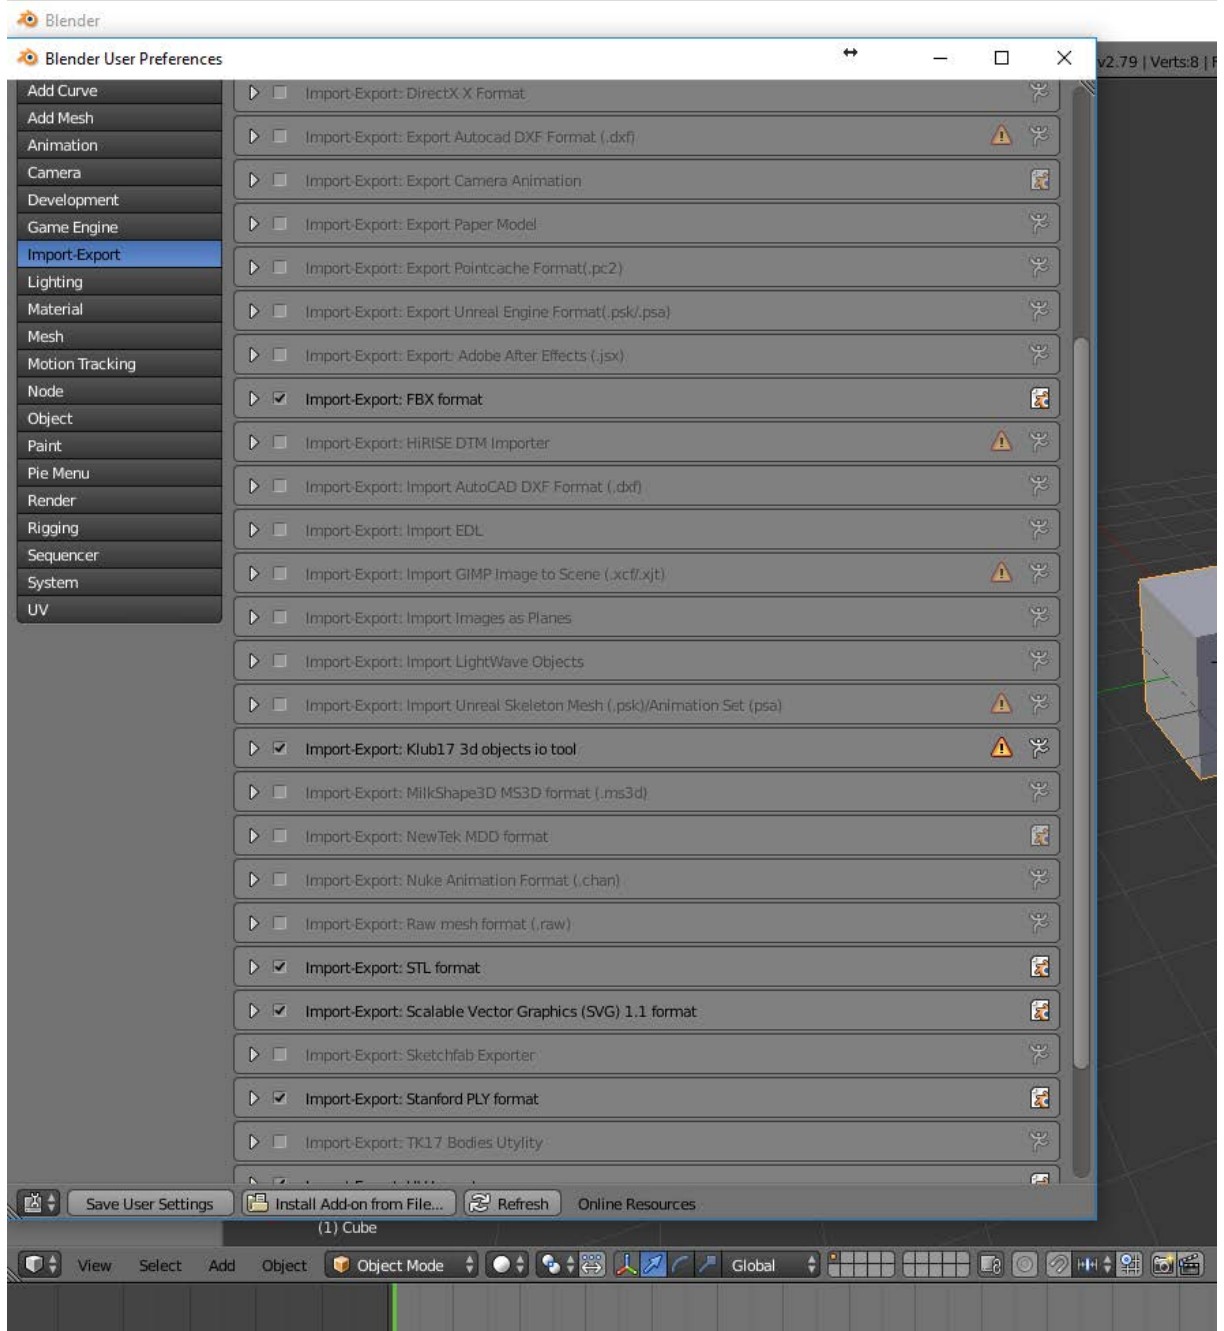 Blender
Blender User Preferences
v2.79 | Verts:8 | F
Add Curve
Add Mesh
Animation
Camera
Development
Game Engine
Import-Export
Lighting
Material
Mesh
Motion Tracking
Node
Object
Paint
Pie Menu
Render
Rigging
Sequencer
System
UV
Import-Export: DirectX X Format
Import-Export: Export Autocad DXF Format (.dxf)
Import-Export: Export Camera Animation
Import-Export: Export Paper Model
Import-Export: Export Pointcache Format(.pc2)
Import-Export: Export Unreal Engine Format(.psk/.psa)
Import-Export: Export: Adobe After Effects (.jsx)
Import-Export: FBX format
Import-Export: HiRISE DTM Importer
Import-Export: Import AutoCAD DXF Format (.dxf)
Import-Export: Import EDL
Import-Export: Import GIMP Image to Scene (.xcf/.xjt)
Import-Export: Import Images as Planes
Import-Export: Import LightWave Objects
Import-Export: Import Unreal Skeleton Mesh (.psk)/Animation Set (psa)
Import-Export: Klub17 3d objects io tool
Import-Export: MilkShape3D MS3D format (.ms3d)
Import-Export: NewTek MDD format
Import-Export: Nuke Animation Format (.chan)
Import-Export: Raw mesh format (.raw)
Import-Export: STL format
Import-Export: Scalable Vector Graphics (SVG) 1.1 format
Import-Export: Sketchfab Exporter
Import-Export: Stanford PLY format
Import-Export: TK17 Bodies Utylity
Save User Settings
Install Add-on from File...
Refresh
Online Resources
(1) Cube
View Select Add Object Object Mode Global